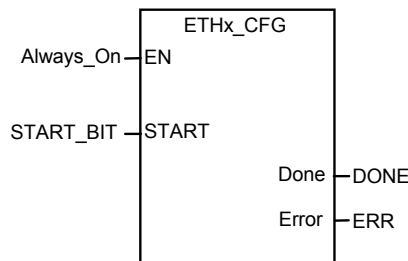 ETHx_CFG
Always_On EN
START_BIT START
Done DONE
Error ERR